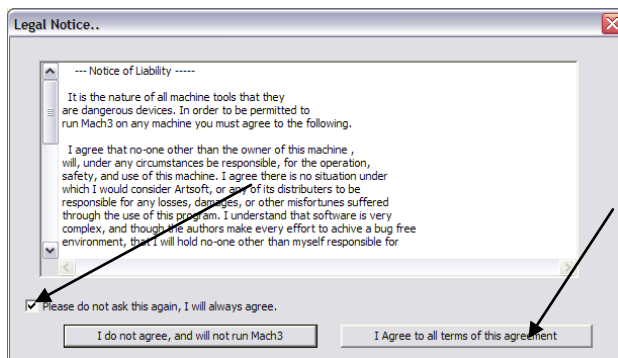 Legal Notice..
--- Notice of Liability -----
It is the nature of all machine tools that they
are dangerous devices. In order to be permitted to
run Mach3 on any machine you must agree to the following.
I agree that no-one other than the owner of this machine ,
will, under any circumstances be responsible, for the operation,
safety, and use of this machine. I agree there is no situation under
which I would consider Artsoft, or any of its distributers to be
responsible for any losses, damages, or other misfortunes suffered
through the use of this program. I understand that software is very
complex, and though the authors make every effort to achive a bug free
environment, that I will hold no-one other than myself responsible for
Please do not ask this again, I will always agree.
I do not agree, and will not run Mach3
I Agree to all terms of this agreement